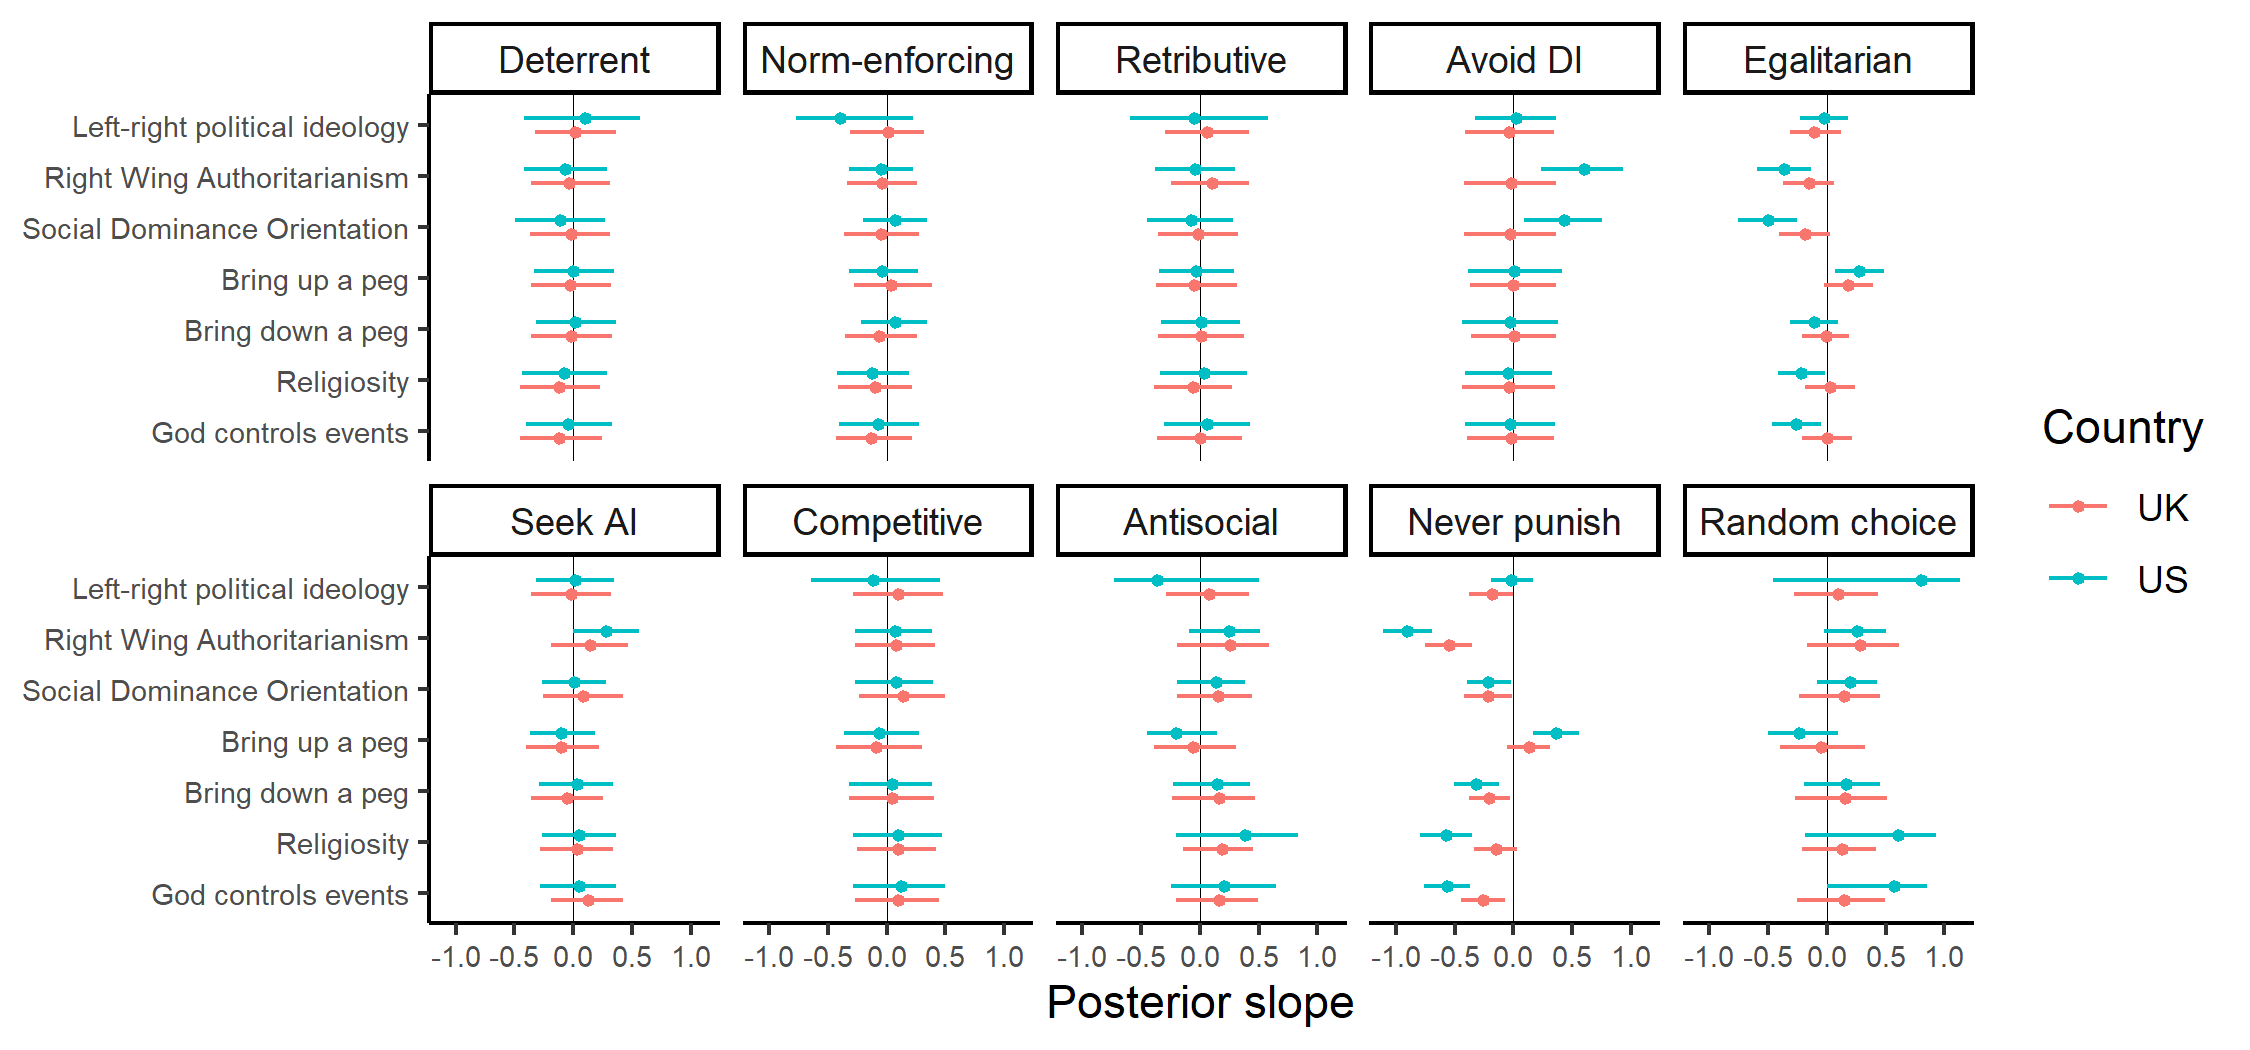 Deterrent Norm-enforcing Retributive Avoid DI Egalitarian
Left-right political ideology
Right Wing Authoritarianism
Social Dominance Orientation
Bring up a peg
Bring down a peg
Religiosity
God controls events
Seek AI Competitive Antisocial Never punish Random choice
Left-right political ideology
Right Wing Authoritarianism
Social Dominance Orientation
Bring up a peg
Bring down a peg
Religiosity
God controls events
-1.0 -0.5 0.0 0.5 1.0 -1.0 -0.5 0.0 0.5 1.0 -1.0 -0.5 0.0 0.5 1.0 -1.0 -0.5 0.0 0.5 1.0 -1.0 -0.5 0.0 0.5 1.0
Posterior slope
Country
UK
US